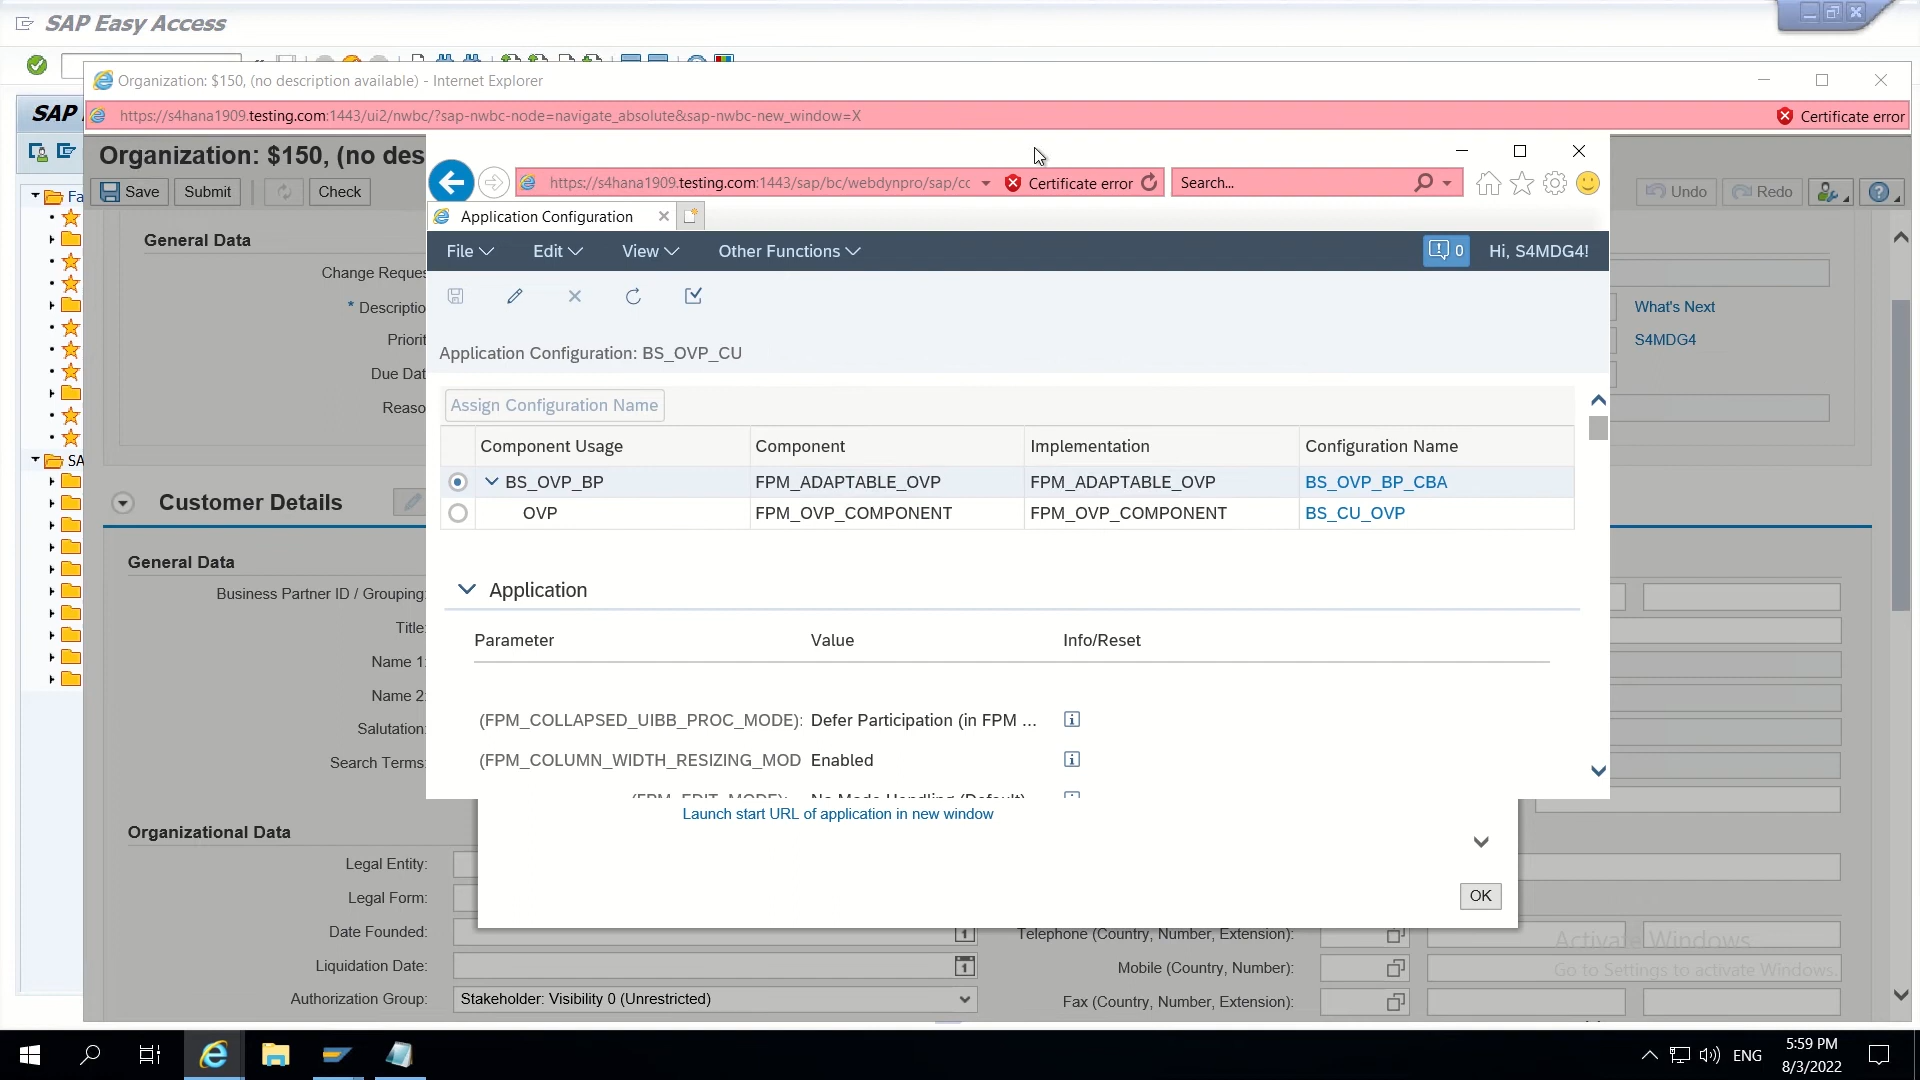 SAP Easy Access
Organization: $150, (no description available) - Internet Explorer
SAP
https://s4hana1909.testing.com:1443/ui2/nwbc/?sap-nwbc-node=navigate_absolute&sap-nwbc-new_window=X
Certificate error
Organization: $150, (no des
Save
Submit
Check
Undo
Redo
https://s4hana1909.testing.com:1443/sap/bc/webdynpro/sap/cc
Certificate error
Search...
Application Configuration
File
Edit
View
Other Functions
0
Hi, S4MDG4!
Application Configuration: BS_OVP_CU
Assign Configuration Name
Component Usage
Component
Implementation
Configuration Name
BS_OVP_BP
FPM_ADAPTABLE_OVP
FPM_ADAPTABLE_OVP
BS_OVP_BP_CBA
OVP
FPM_OVP_COMPONENT
FPM_OVP_COMPONENT
BS_CU_OVP
Application
Parameter
Value
Info/Reset
(FPM_COLLAPSED_UIBB_PROC_MODE):
Defer Participation (in FPM ...
(FPM_COLUMN_WIDTH_RESIZING_MOD
Enabled
(FPM_EDIT_MODE):
No Mode Handling (Default)
Launch start URL of application in new window
OK
Fa
SA
General Data
Change Reques
* Descriptio
Priorit
Due Dat
Reaso
What's Next
S4MDG4
Customer Details
General Data
Business Partner ID / Grouping:
Title:
Name 1:
Name 2:
Salutation:
Search Terms:
Organizational Data
Legal Entity:
Legal Form:
Date Founded:
Liquidation Date:
Authorization Group:
Stakeholder: Visibility 0 (Unrestricted)
Telephone (Country, Number, Extension):
Mobile (Country, Number):
Fax (Country, Number, Extension):
Activate Windows
Go to Settings to activate Windows.
ENG
5:59 PM
8/3/2022